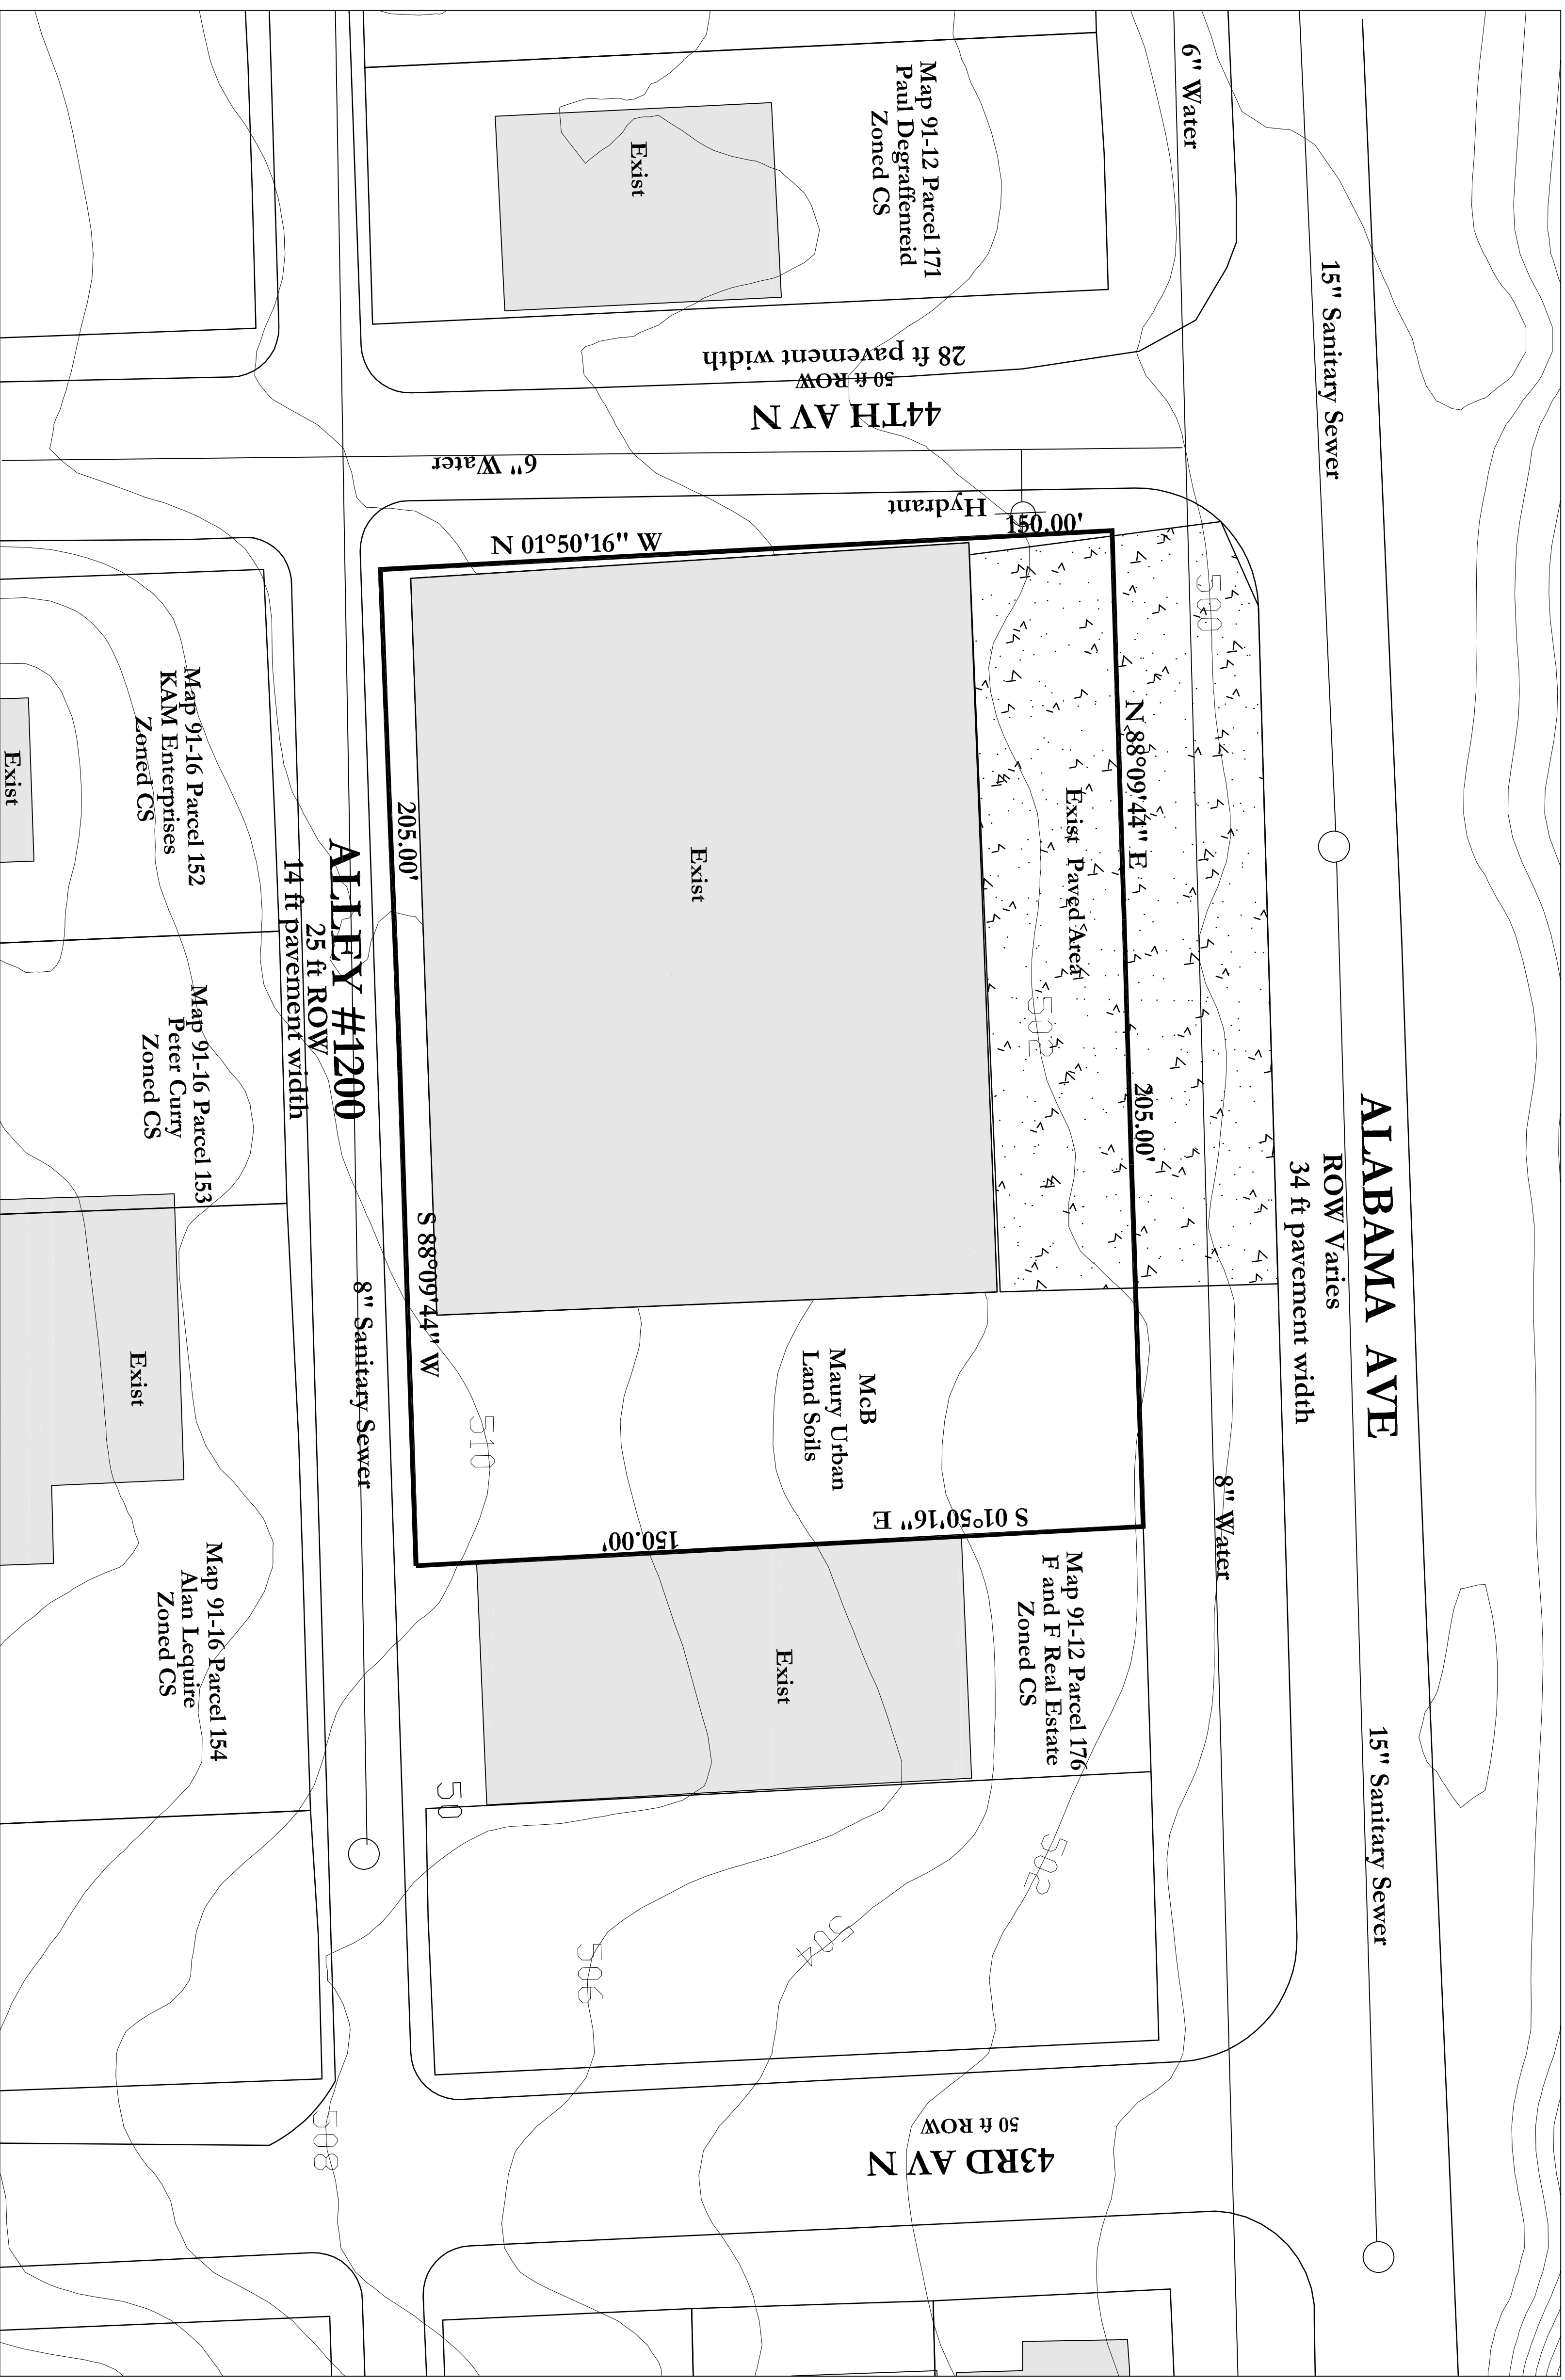 6" Water
15" Sanitary Sewer
Map 91-12 Parcel 171
Paul Degraffenreid
Zoned CS
Exist
28 ft pavement width
50 ft ROW
44TH AV N
6" Water
Hydrant
150.00'
N 01°50'16" W
500
N 88°09'44" E
205.00'
Exist Paved Area
502
Exist
205.00'
S 88°09'44" W
ALABAMA AVE
ROW Varies
34 ft pavement width
Map 91-16 Parcel 152
KAM Enterprises
Zoned CS
Exist
ALLEY #1200
25 ft ROW
14 ft pavement width
Map 91-16 Parcel 153
Peter Curry
Zoned CS
8" Sanitary Sewer
Exist
McB
Maury Urban
Land Soils
510
S 01°50'16" E
150.00'
8" Water
Map 91-12 Parcel 176
F and F Real Estate
Zoned CS
Exist
Map 91-16 Parcel 154
Alan Lequire
Zoned CS
15" Sanitary Sewer
50
502
504
506
508
50 ft ROW
43RD AV N